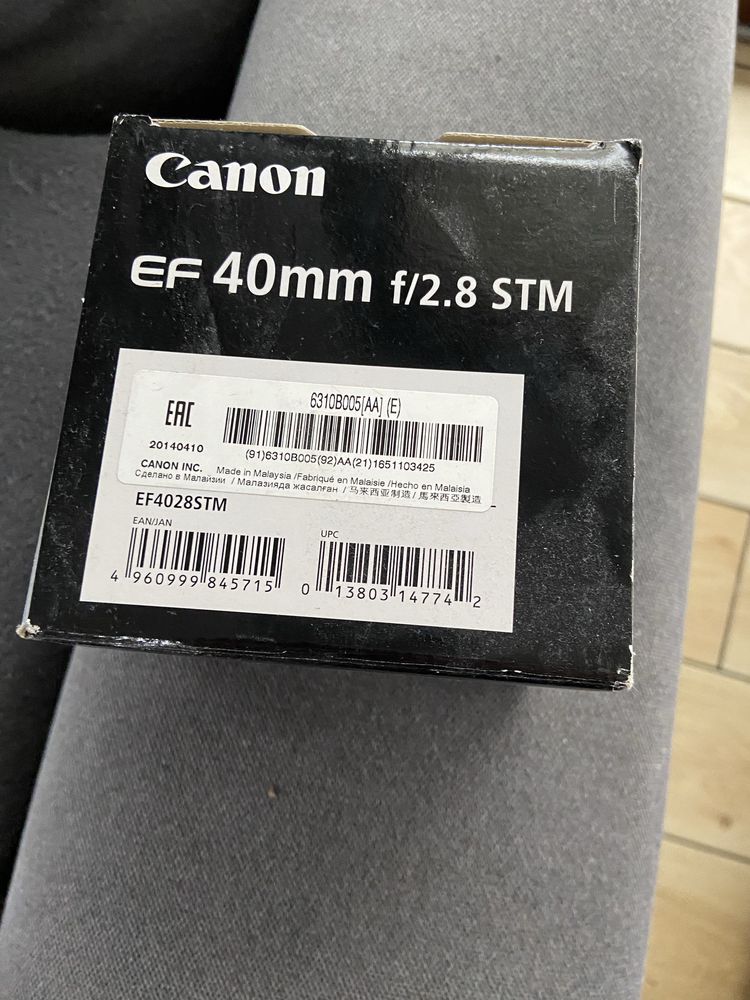 Canon
EF 40mm f/2.8 STM
6310B005[AA] (E)
EAC
(91)6310B005(92)AA(21)1651103425
20140410
CANON INC. Made in Malaysia /Fabriqué en Malaisie /Hecho en Malaisia
Сделано в Малайзии / Малазияда жасалған / 马来西亚制造 / 馬來西亞製造
EF4028STM
EAN/JAN
UPC
4 960999 845715
0 13803 14774 2